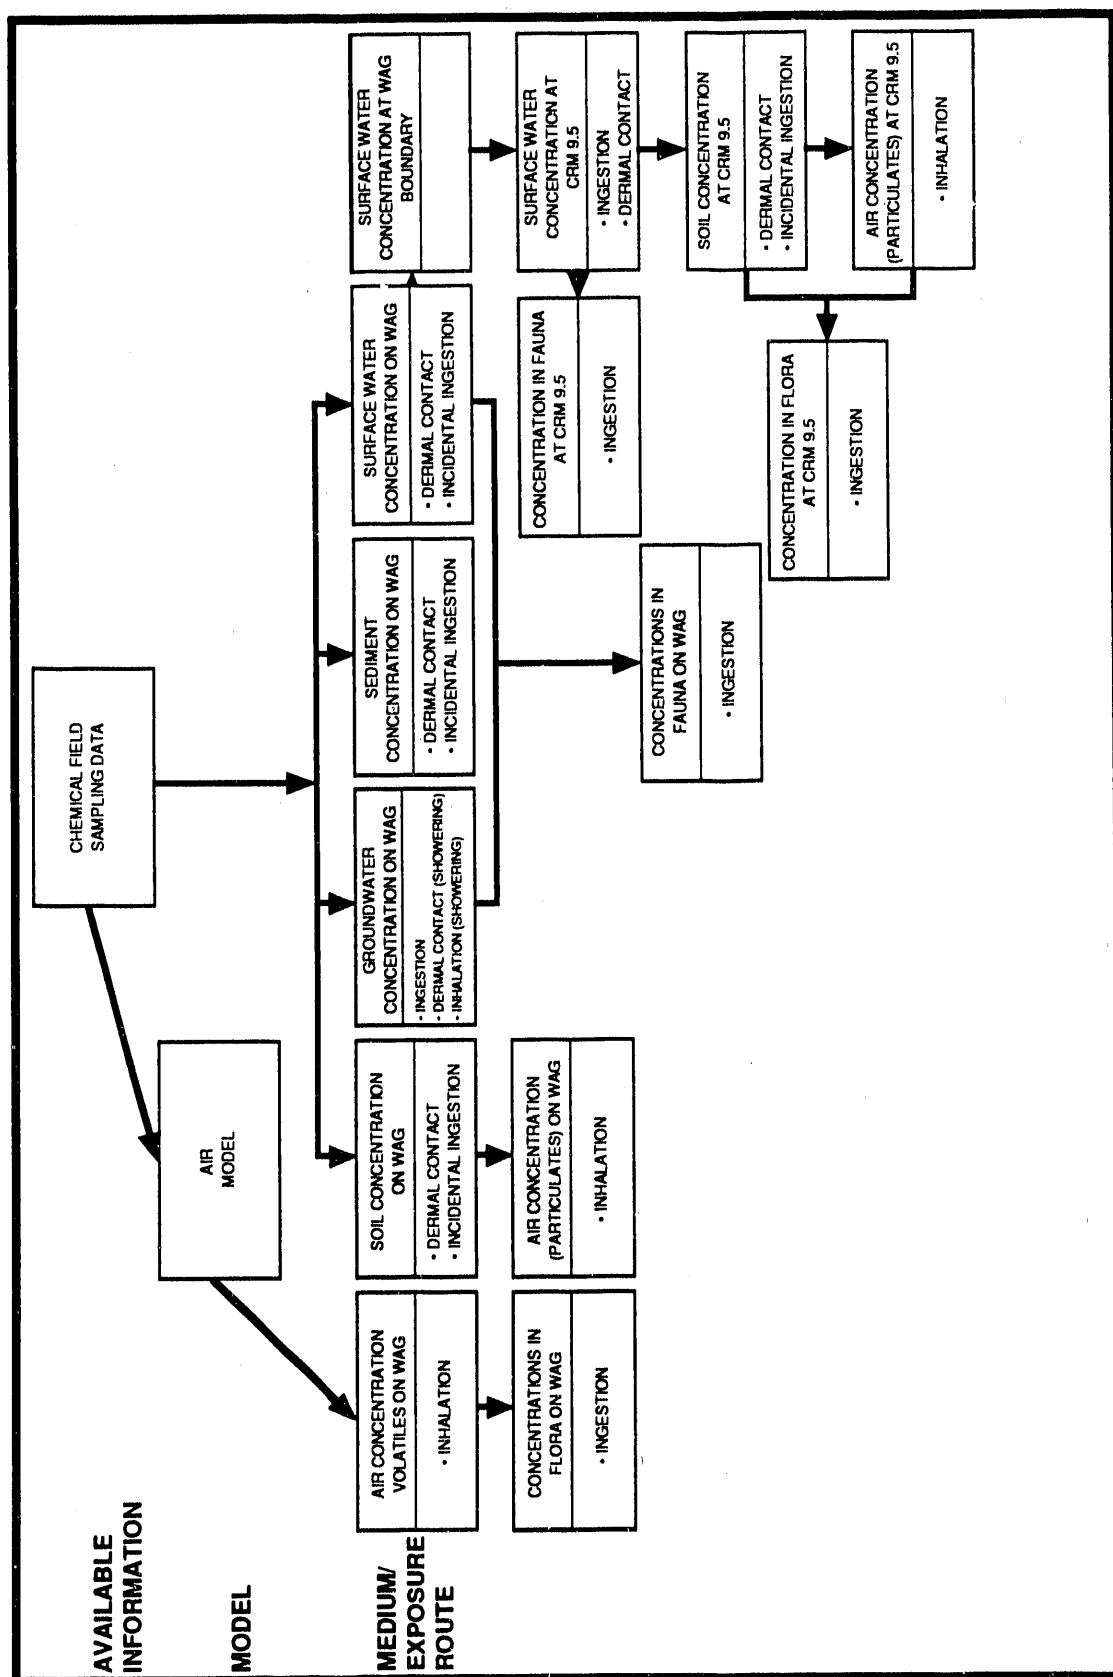 AVAILABLE
INFORMATION
CHEMICAL FIELD
SAMPLING DATA
MODEL
AIR
MODEL
MEDIUM/
EXPOSURE
ROUTE
AIR CONCENTRATION
VOLATILES ON WAG
• INHALATION
SOIL CONCENTRATION
ON WAG
• DERMAL CONTACT
• INCIDENTAL INGESTION
GROUNDWATER
CONCENTRATION ON WAG
• INGESTION
• DERMAL CONTACT (SHOWERING)
• INHALATION (SHOWERING)
SEDIMENT
CONCENTRATION ON WAG
• DERMAL CONTACT
• INCIDENTAL INGESTION
SURFACE WATER
CONCENTRATION ON WAG
• DERMAL CONTACT
• INCIDENTAL INGESTION
SURFACE WATER
CONCENTRATION AT WAG
BOUNDARY
CONCENTRATIONS IN
FLORA ON WAG
• INGESTION
AIR CONCENTRATION
(PARTICULATES) ON WAG
• INHALATION
CONCENTRATIONS IN
FAUNA ON WAG
• INGESTION
CONCENTRATION IN FAUNA
AT CRM 9.5
• INGESTION
SURFACE WATER
CONCENTRATION AT
CRM 9.5
• INGESTION
• DERMAL CONTACT
SOIL CONCENTRATION
AT CRM 9.5
• DERMAL CONTACT
• INCIDENTAL INGESTION
CONCENTRATION IN FLORA
AT CRM 9.5
• INGESTION
AIR CONCENTRATION
(PARTICULATES) AT CRM 9.5
• INHALATION